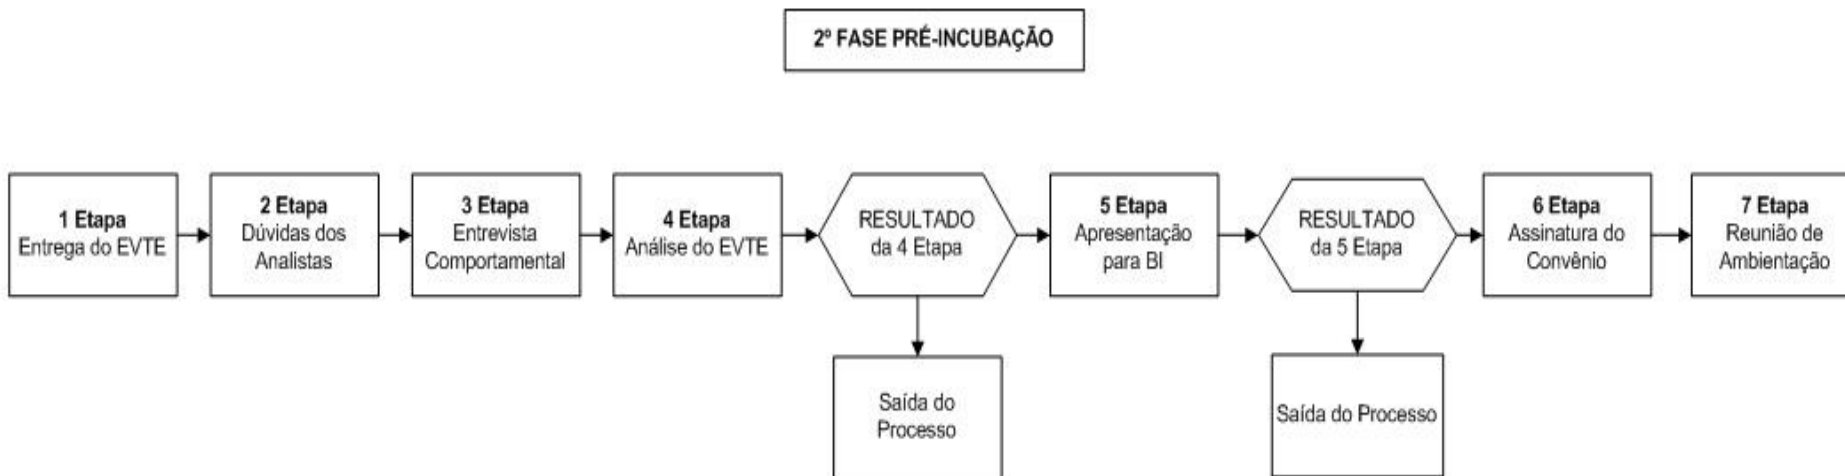 2º FASE PRÉ-INCUBAÇÃO
1 Etapa
Entrega do EVTE
2 Etapa
Dúvidas dos
Analistas
3 Etapa
Entrevista
Comportamental
4 Etapa
Análise do EVTE
RESULTADO
da 4 Etapa
5 Etapa
Apresentação
para BI
RESULTADO
da 5 Etapa
6 Etapa
Assinatura do
Convênio
7 Etapa
Reunião de
Ambientação
Saída do
Processo
Saída do Processo